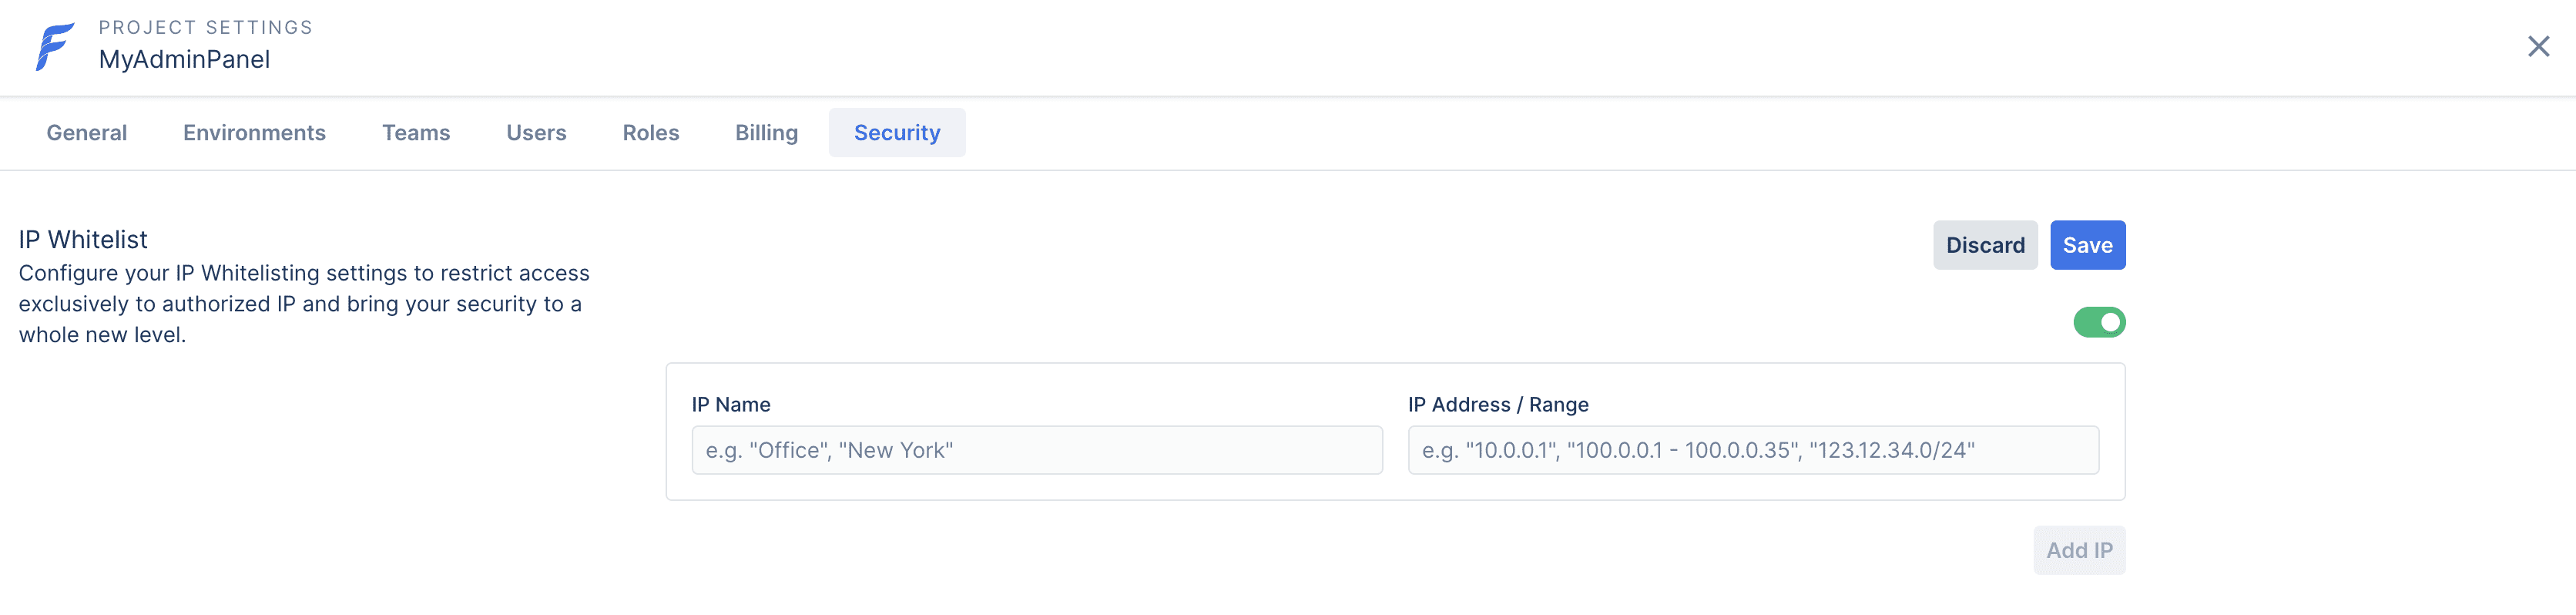 PROJECT SETTINGS
MyAdminPanel
General Environments Teams Users Roles Billing Security
IP Whitelist
Configure your IP Whitelisting settings to restrict access
exclusively to authorized IP and bring your security to a
whole new level.
Discard Save
IP Name
e.g. "Office", "New York"
IP Address / Range
e.g. "10.0.0.1", "100.0.0.1 - 100.0.0.35", "123.12.34.0/24"
Add IP